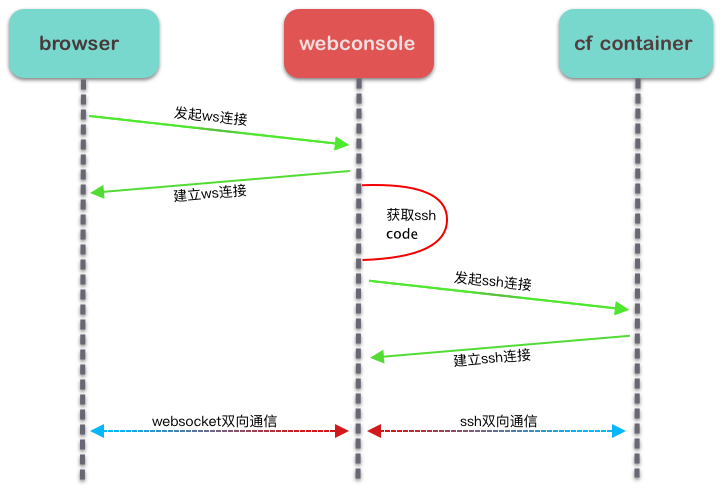 browser
webconsole
cf container
发起ws连接
建立ws连接
获取ssh
code
发起ssh连接
建立ssh连接
websocket双向通信
ssh双向通信